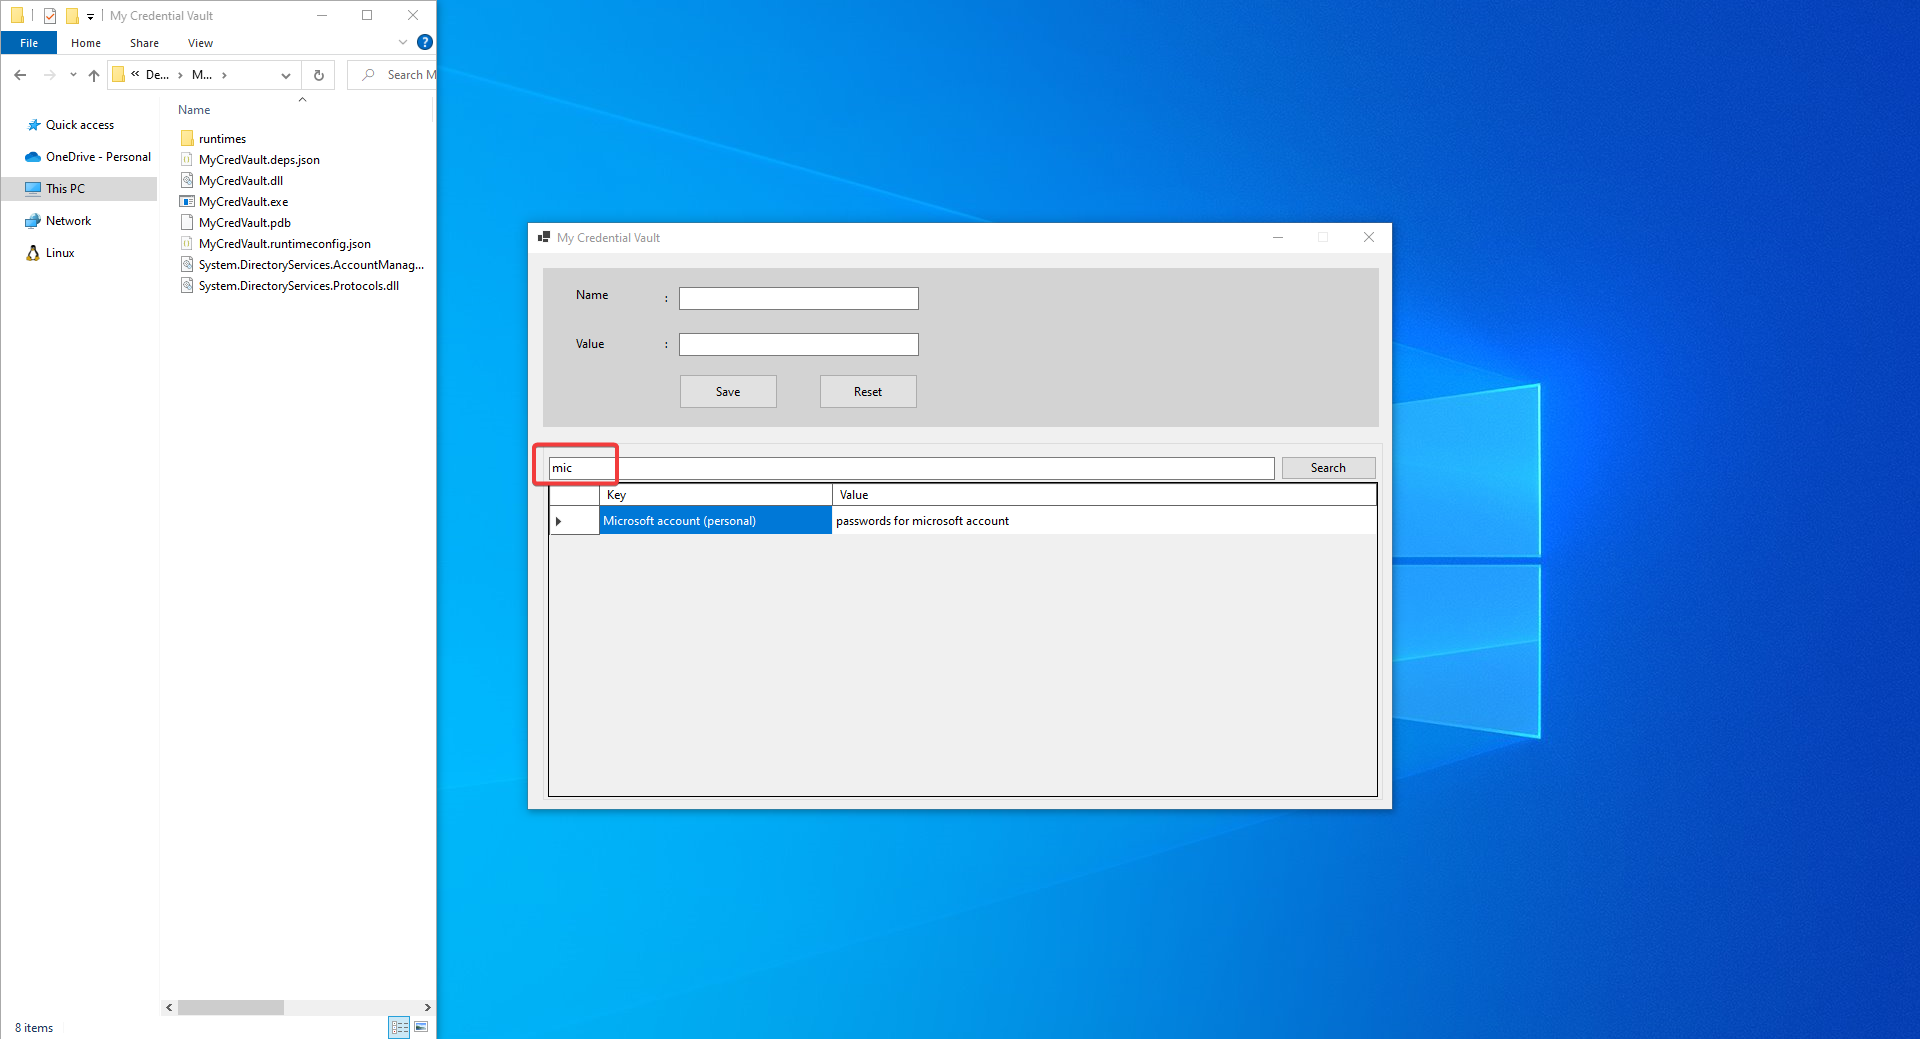 My Credential Vault
File
Home
Share
View
De...
M...
Search M
Quick access
OneDrive - Personal
This PC
Network
Linux
Name
runtimes
MyCredVault.deps.json
MyCredVault.dll
MyCredVault.exe
MyCredVault.pdb
MyCredVault.runtimeconfig.json
System.DirectoryServices.AccountManag...
System.DirectoryServices.Protocols.dll
8 items
My Credential Vault
Name :
Value :
Save
Reset
mic
Search
Key
Value
Microsoft account (personal)
passwords for microsoft account